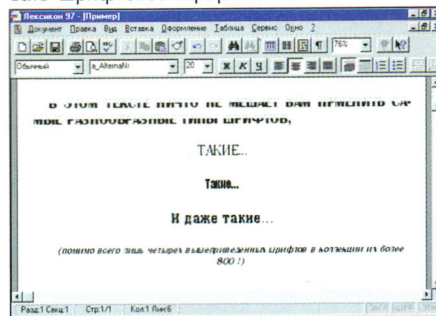 Лексикон 97 - [Пример]
Документ Правка Вид Вставка Оформление Таблица Сервис Окно ?
76%
Обычный a_AlternaNr 20 Ж К Ч
В ЭТОМ ТЕКСТЕ НИЧТО НЕ МЕШАЕТ ВАМ ПРИМЕНИТЬ СА-
МЫЕ РАЗНООБРАЗНЫЕ ТИПЫ ШРИФТОВ,
ТАКИЕ...
Такие...
И даже такие...
(помимо всего лишь четырех вышеприведенных шрифтов в коллекции их более
800 !)
Разд:1 Секц:1 Стр:1/1 Кол:1 Лин:6